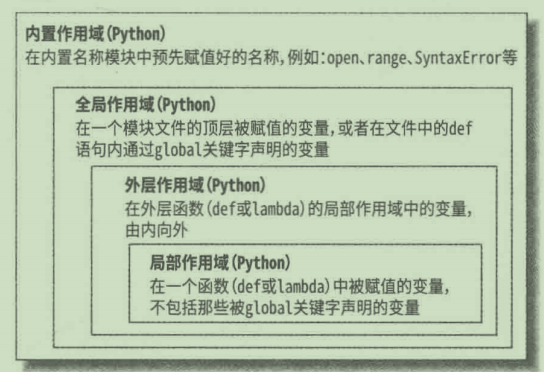 内置作用域(Python)
在内置名称模块中预先赋值好的名称,例如:open、range、SyntaxError等
全局作用域(Python)
在一个模块文件的顶层被赋值的变量,或者在文件中的def
语句内通过global关键字声明的变量
外层作用域(Python)
在外层函数(def或lambda)的局部作用域中的变量,
由内向外
局部作用域(Python)
在一个函数(def或lambda)中被赋值的变量,
不包括那些被global关键字声明的变量